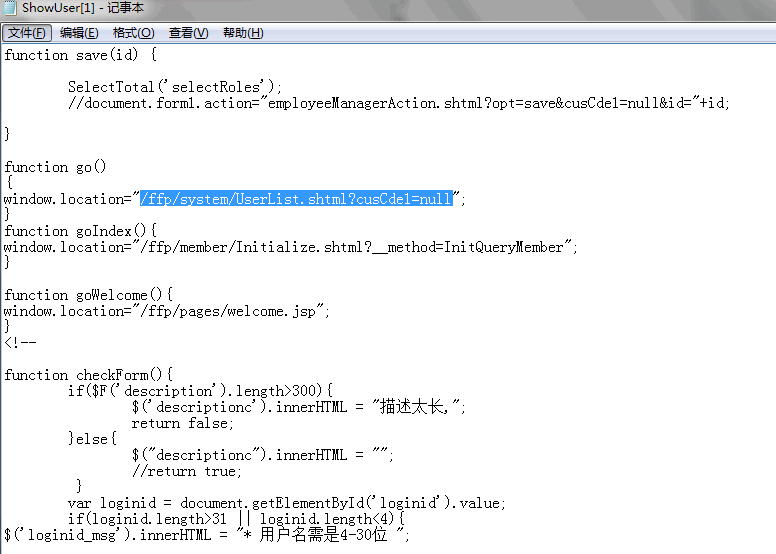 ShowUser[1] - 记事本
文件(F) 编辑(E) 格式(O) 查看(V) 帮助(H)
function save(id) {
SelectTotal('selectRoles');
//document.form1.action="employeeManagerAction.shtml?opt=save&cusCde1=null&id="+id;
}
function go()
{
window.location="/ffp/system/UserList.shtml?cusCde1=null";
}
function goIndex(){
window.location="/ffp/member/Initialize.shtml?__method=InitQueryMember";
}
function goWelcome(){
window.location="/ffp/pages/welcome.jsp";
}
<!--
function checkForm(){
if($F('description').length>300){
$('descriptionc').innerHTML = "描述太长,";
return false;
}else{
$("descriptionc").innerHTML = "";
//return true;
}
var loginid = document.getElementById('loginid').value;
if(loginid.length>31 || loginid.length<4){
$('loginid_msg').innerHTML = "* 用户名需是4-30位 ";